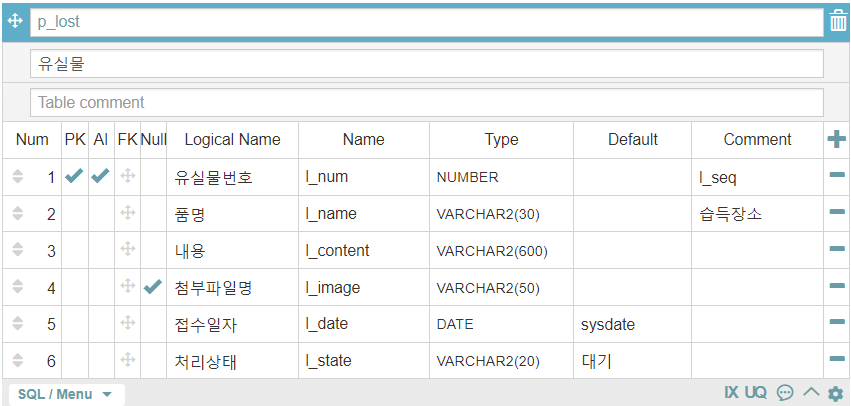 p_lost
유실물
Table comment
Num PK AI FK Null Logical Name Name Type Default Comment
1 유실물번호 l_num NUMBER l_seq
2 품명 l_name VARCHAR2(30) 습득장소
3 내용 l_content VARCHAR2(600)
4 첨부파일명 l_image VARCHAR2(50)
5 접수일자 l_date DATE sysdate
6 처리상태 l_state VARCHAR2(20) 대기
SQL / Menu IX UQ